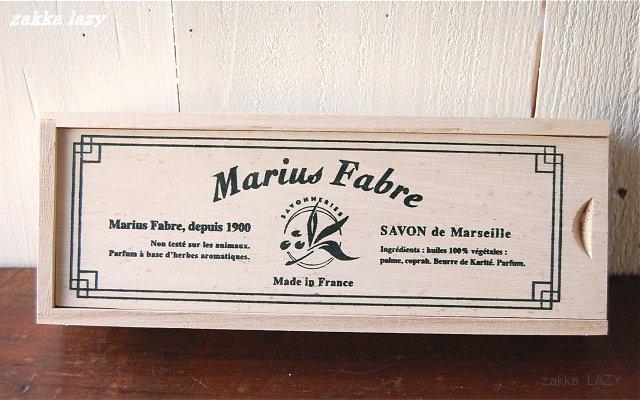 zakka lazy
Marius Fabre
SAVONNERIES
Marius Fabre, depuis 1900
Non testé sur les animaux.
Parfum à base d'herbes aromatiques.
SAVON de Marseille
Ingrédients : huiles 100% végétales :
palme, coprah. Beurre de Karité. Parfum.
Made in France
zakka LAZY